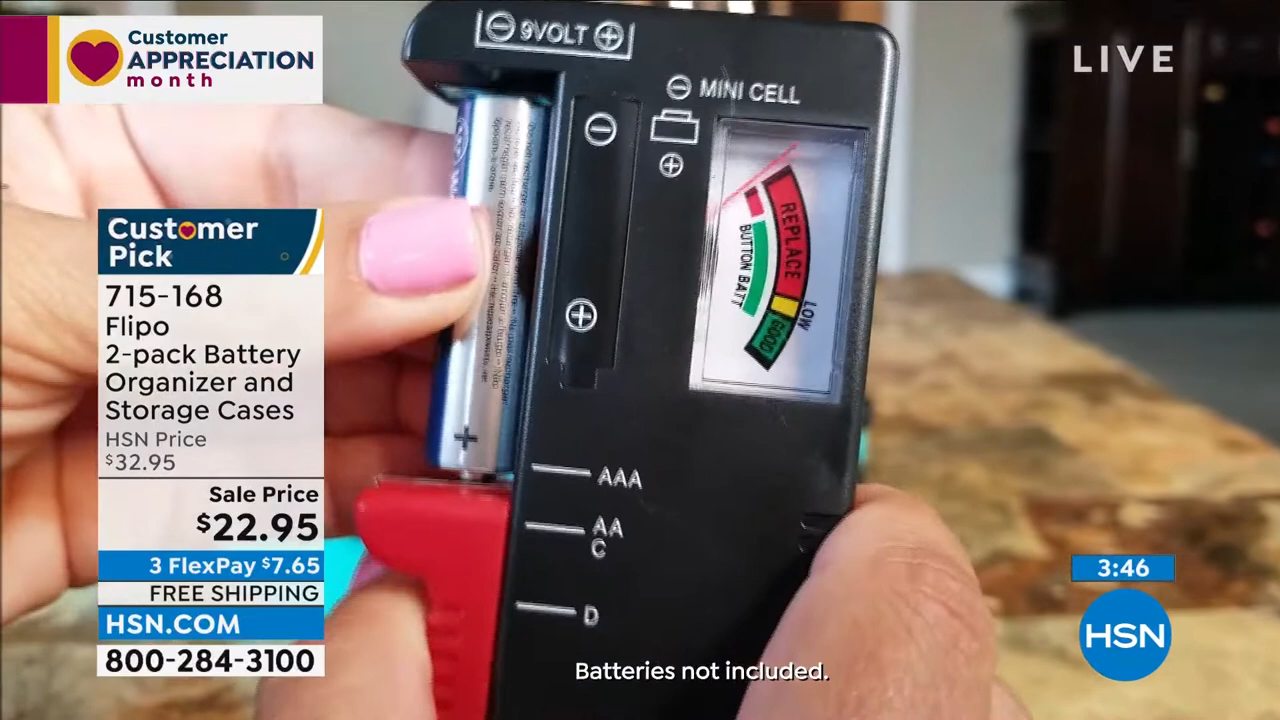 Customer
APPRECIATION
month
LIVE
9VOLT
MINI CELL
REPLACE
LOW
GOOD
BUTTON BATT
AAA
AA
C
D
Customer
Pick
715-168
Flipo
2-pack Battery
Organizer and
Storage Cases
HSN Price
$32.95
Sale Price
$22.95
3 FlexPay $7.65
FREE SHIPPING
HSN.COM
800-284-3100
3:46
HSN
Batteries not included.